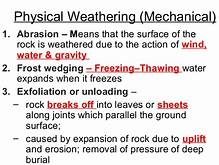 Physical Weathering (Mechanical)
1. Abrasion – Means that the surface of the
rock is weathered due to the action of wind,
water & gravity
2. Frost wedging – Freezing–Thawing water
expands when it freezes
3. Exfoliation or unloading –
– rock breaks off into leaves or sheets
along joints which parallel the ground
surface;
– caused by expansion of rock due to uplift
and erosion; removal of pressure of deep
burial